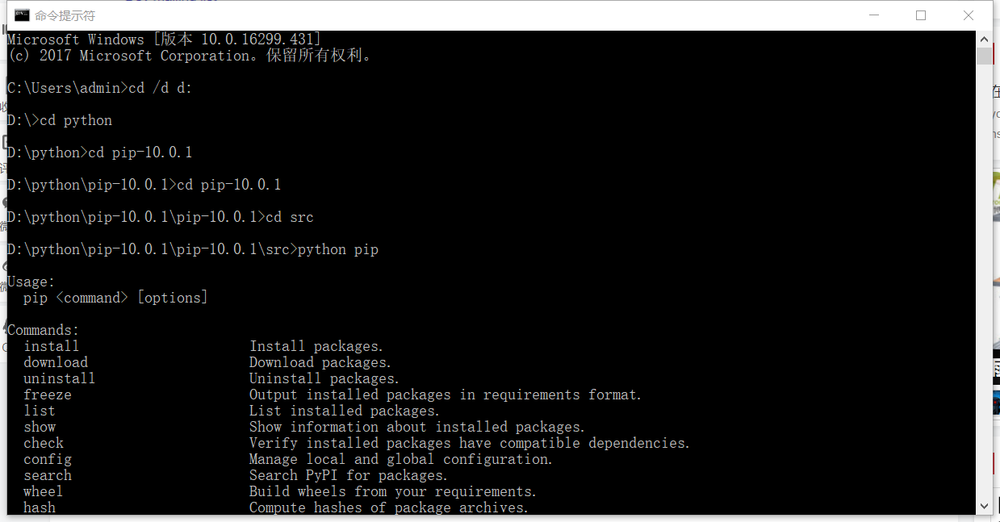 命令提示符
Microsoft Windows [版本 10.0.16299.431]
(c) 2017 Microsoft Corporation。保留所有权利。
C:\Users\admin>cd /d d:
D:\>cd python
D:\python>cd pip-10.0.1
D:\python\pip-10.0.1>cd pip-10.0.1
D:\python\pip-10.0.1\pip-10.0.1>cd src
D:\python\pip-10.0.1\pip-10.0.1\src>python pip
Usage:
  pip <command> [options]
Commands:
  install                     Install packages.
  download                    Download packages.
  uninstall                   Uninstall packages.
  freeze                      Output installed packages in requirements format.
  list                        List installed packages.
  show                        Show information about installed packages.
  check                       Verify installed packages have compatible dependencies.
  config                      Manage local and global configuration.
  search                      Search PyPI for packages.
  wheel                       Build wheels from your requirements.
  hash                        Compute hashes of package archives.